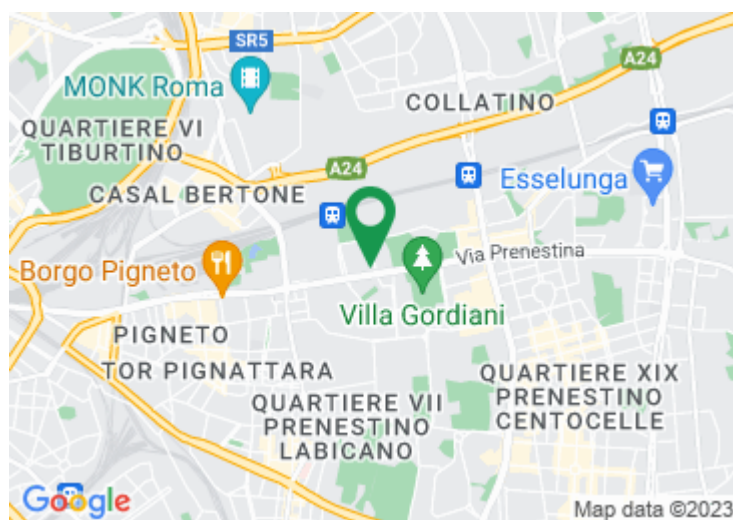 SR5
MONK Roma
A24
COLLATINO
QUARTIERE VI
TIBURTINO
A24
Esselunga
CASAL BERTONE
Via Prenestina
Borgo Pigneto
Villa Gordiani
PIGNETO
TOR PIGNATTARA
QUARTIERE XIX
PRENESTINO
CENTOCELLE
QUARTIERE VII
PRENESTINO
LABICANO
Google
Map data ©2023